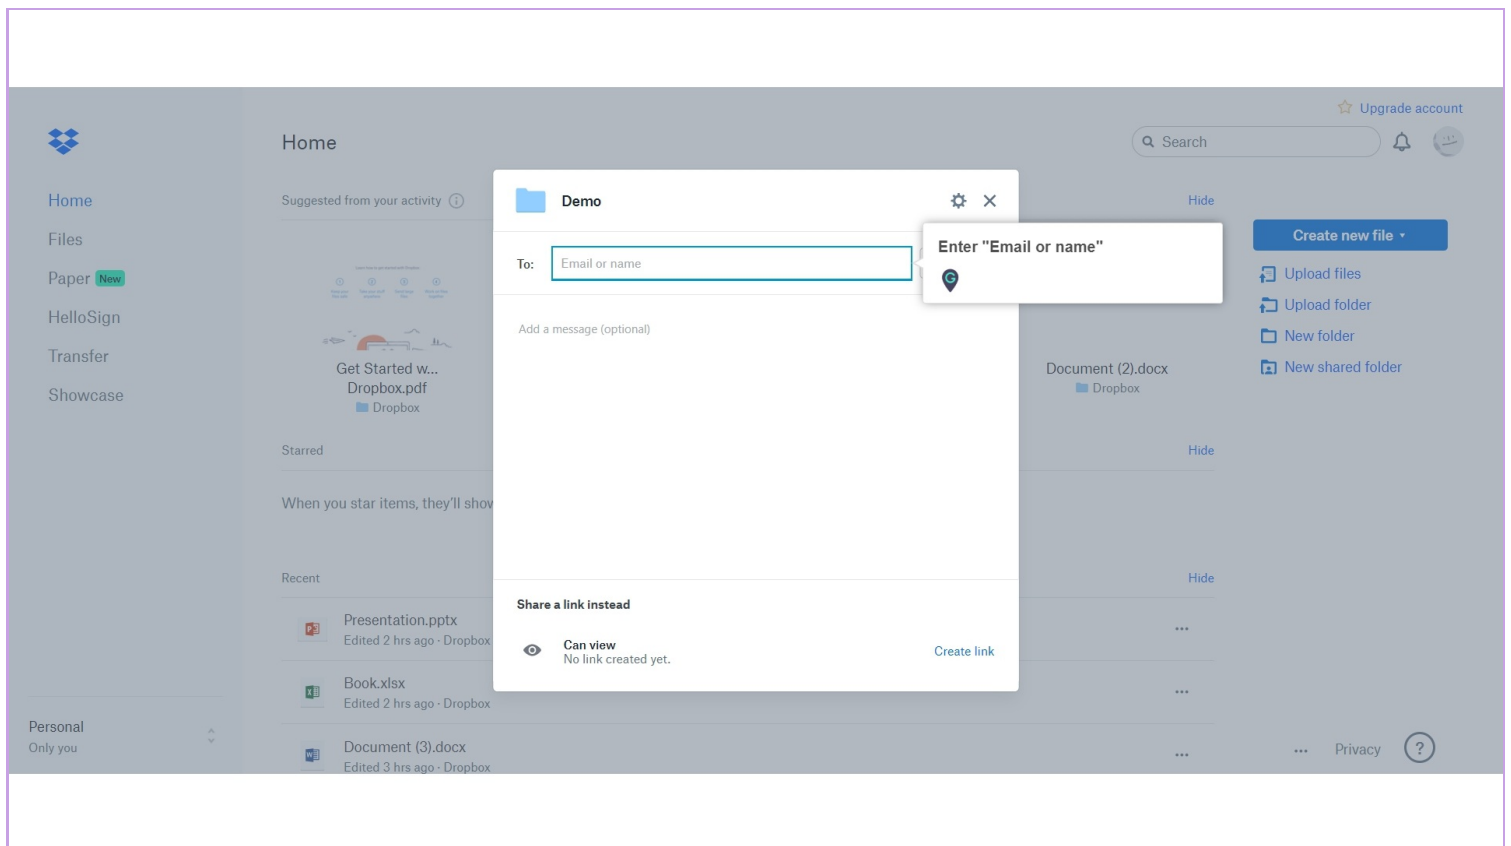 Upgrade account
Home
Search
Home
Files
Paper New
HelloSign
Transfer
Showcase
Personal
Only you
Suggested from your activity
Hide
Get Started w...
Dropbox.pdf
Dropbox
Document (2).docx
Dropbox
Starred
Hide
When you star items, they'll show
Recent
Hide
Presentation.pptx
Edited 2 hrs ago · Dropbox
Book.xlsx
Edited 2 hrs ago · Dropbox
Document (3).docx
Edited 3 hrs ago · Dropbox
Demo
To: Email or name
Add a message (optional)
Share a link instead
Can view
No link created yet.
Create link
Enter "Email or name"
G
Create new file
Upload files
Upload folder
New folder
New shared folder
Privacy
?